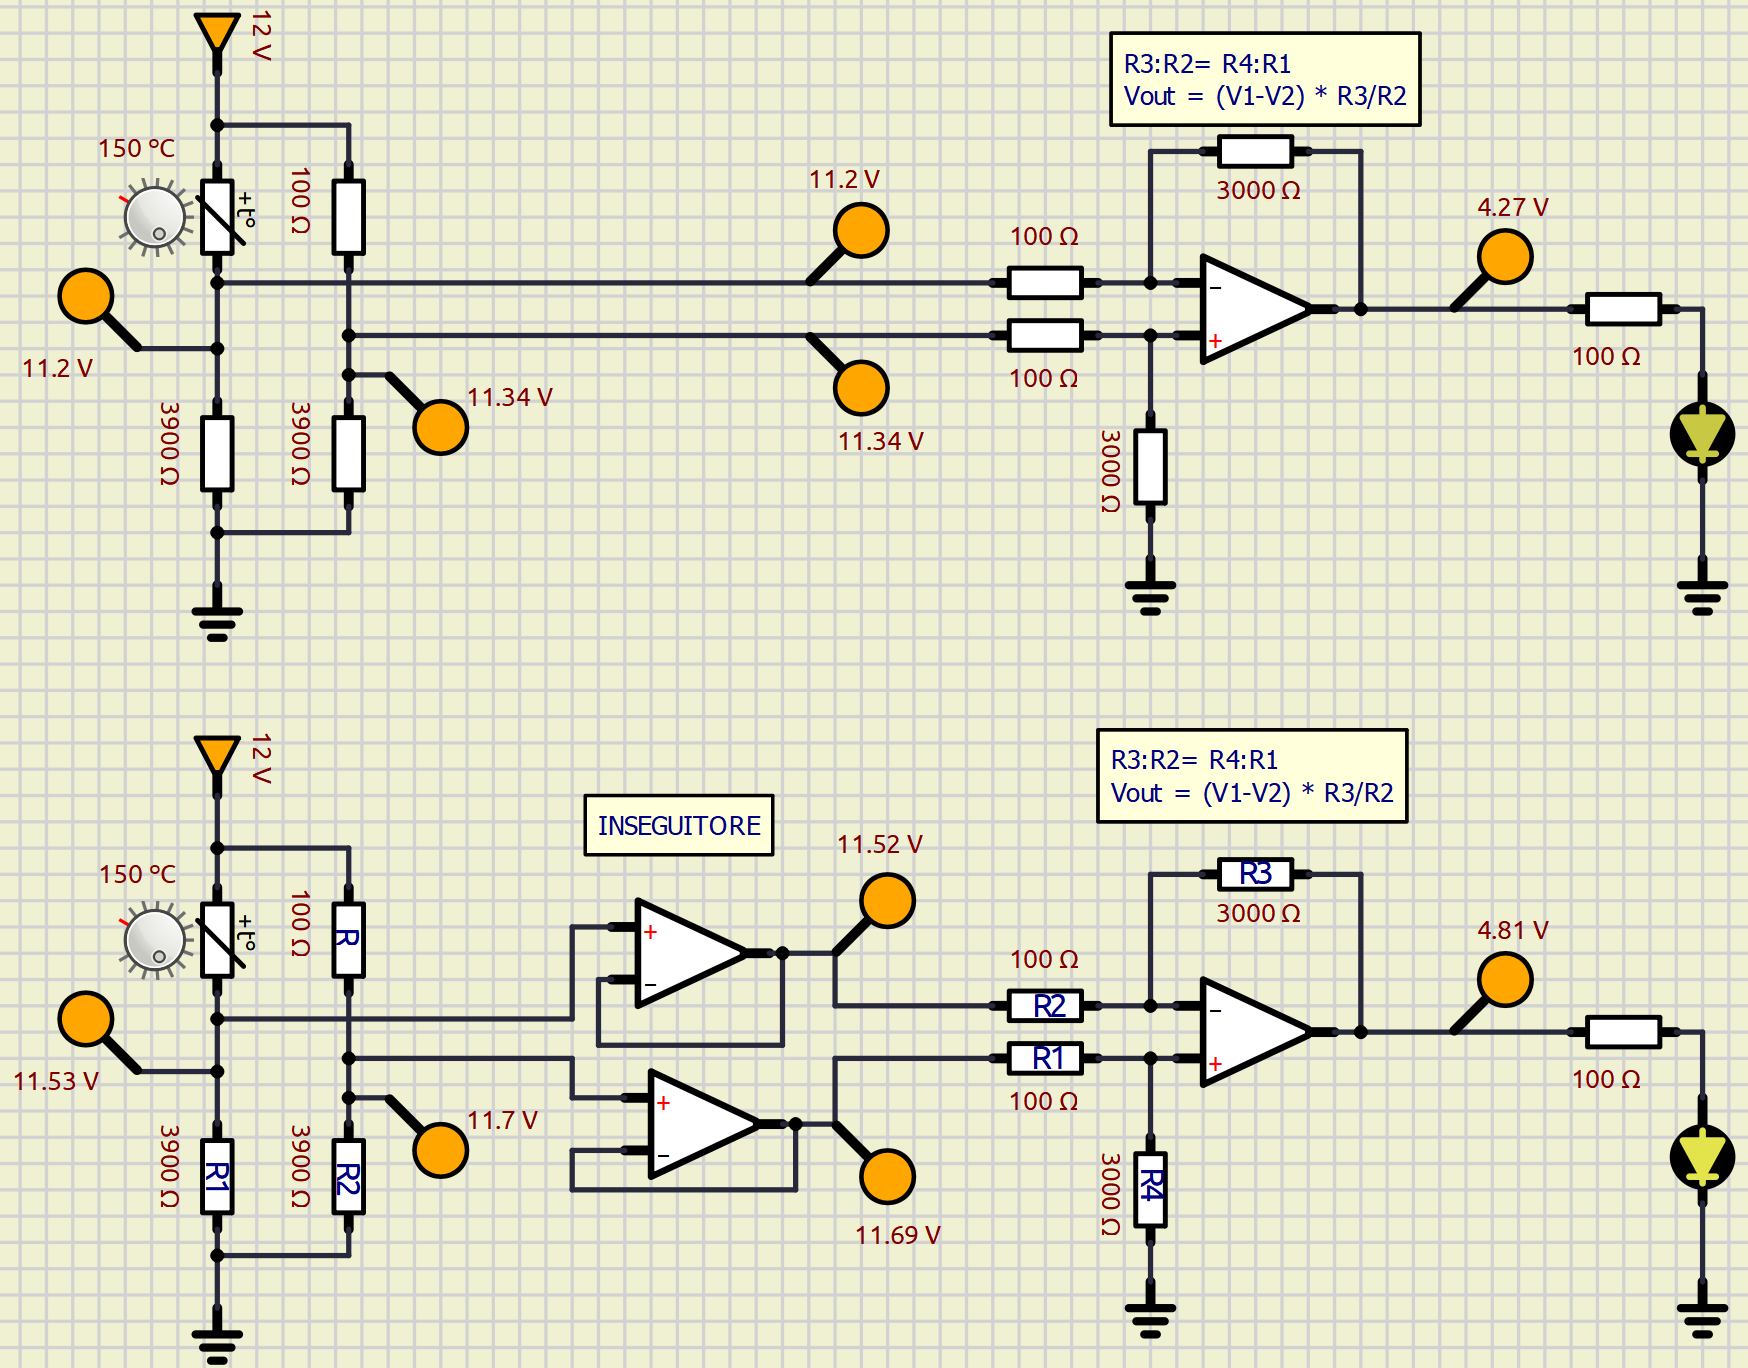 12 V
R3:R2= R4:R1
Vout = (V1-V2) * R3/R2
150 °C
+t°
100 Ω
11.2 V
100 Ω
3000 Ω
4.27 V
-
+
11.2 V
11.34 V
100 Ω
100 Ω
3900 Ω
3900 Ω
11.34 V
3000 Ω
12 V
R3:R2= R4:R1
Vout = (V1-V2) * R3/R2
INSEGUITORE
11.52 V
150 °C
+t°
100 Ω
R
R3
3000 Ω
4.81 V
+
-
100 Ω
R2
-
+
R1
11.53 V
11.7 V
+
-
100 Ω
100 Ω
3900 Ω
R1
3900 Ω
R2
3000 Ω
R4
11.69 V